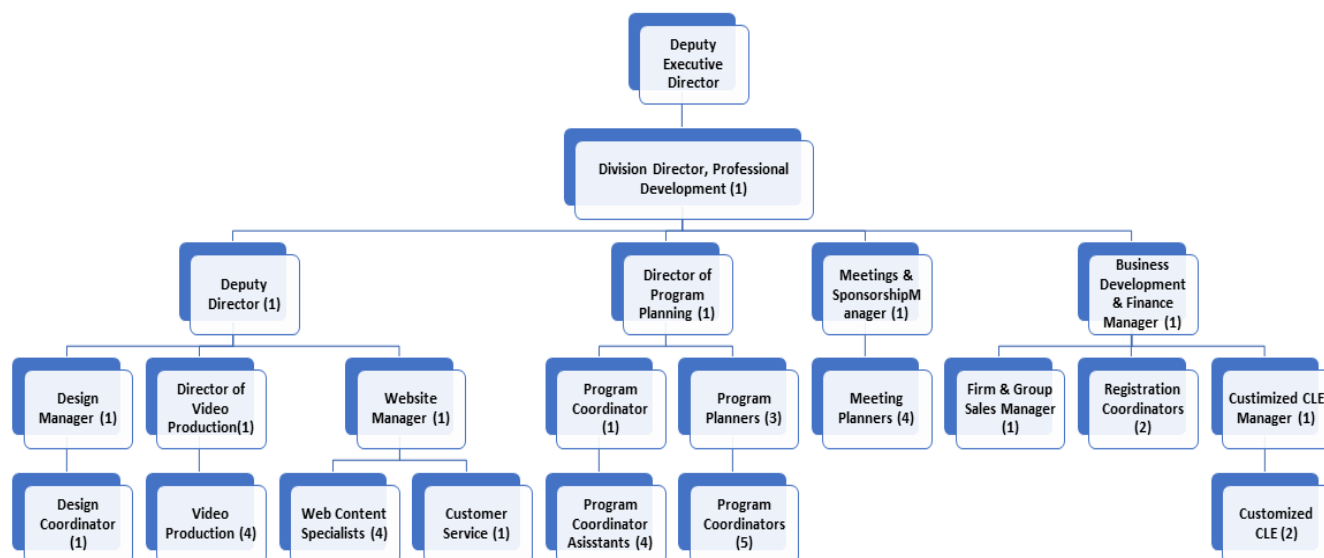 Deputy
Executive
Director
Division Director, Professional
Development (1)
Deputy
Director (1)
Director of
Program
Planning (1)
Meetings &
SponsorshipM
anager (1)
Business
Development
& Finance
Manager (1)
Design
Manager (1)
Director of
Video
Production(1)
Website
Manager (1)
Program
Coordinator
(1)
Program
Planners (3)
Meeting
Planners (4)
Firm & Group
Sales Manager
(1)
Registration
Coordinators
(2)
Custimized CLE
Manager (1)
Design
Coordinator
(1)
Video
Production (4)
Web Content
Specialists (4)
Customer
Service (1)
Program
Coordinator
Asisstants (4)
Program
Coordinators
(5)
Customized
CLE (2)